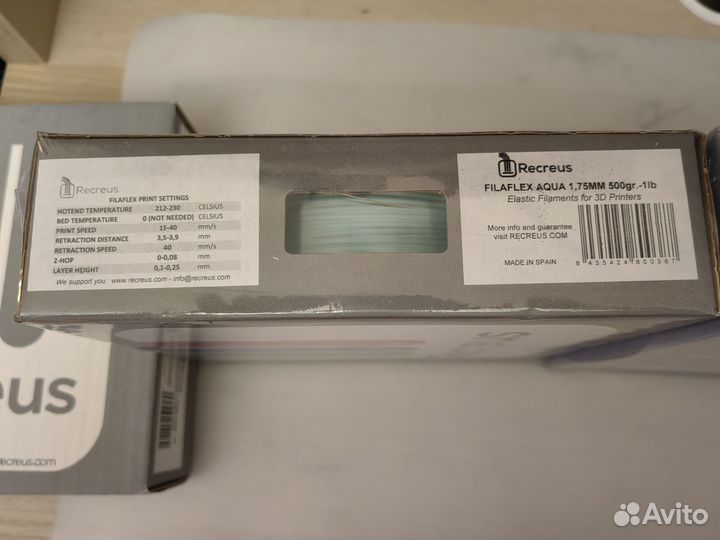 Recreus
FILAFLEX PRINT SETTINGS
HOTEND TEMPERATURE 212-230 CELSIUS
BED TEMPERATURE 0 (NOT NEEDED) CELSIUS
PRINT SPEED 15-40 mm/s
RETRACTION DISTANCE 3,5-3,9 mm
RETRACTION SPEED 40 mm/s
Z-HOP 0-0,08 mm
LAYER HEIGHT 0,1-0,25 mm
We support you: www.recreus.com - info@recreus.com
Recreus
FILAFLEX AQUA 1,75MM 500gr.-1lb
Elastic Filaments for 3D Printers
More info and guarantee
visit RECREUS.COM
MADE IN SPAIN
8 435424 800387
eus
recreus.com
Avito